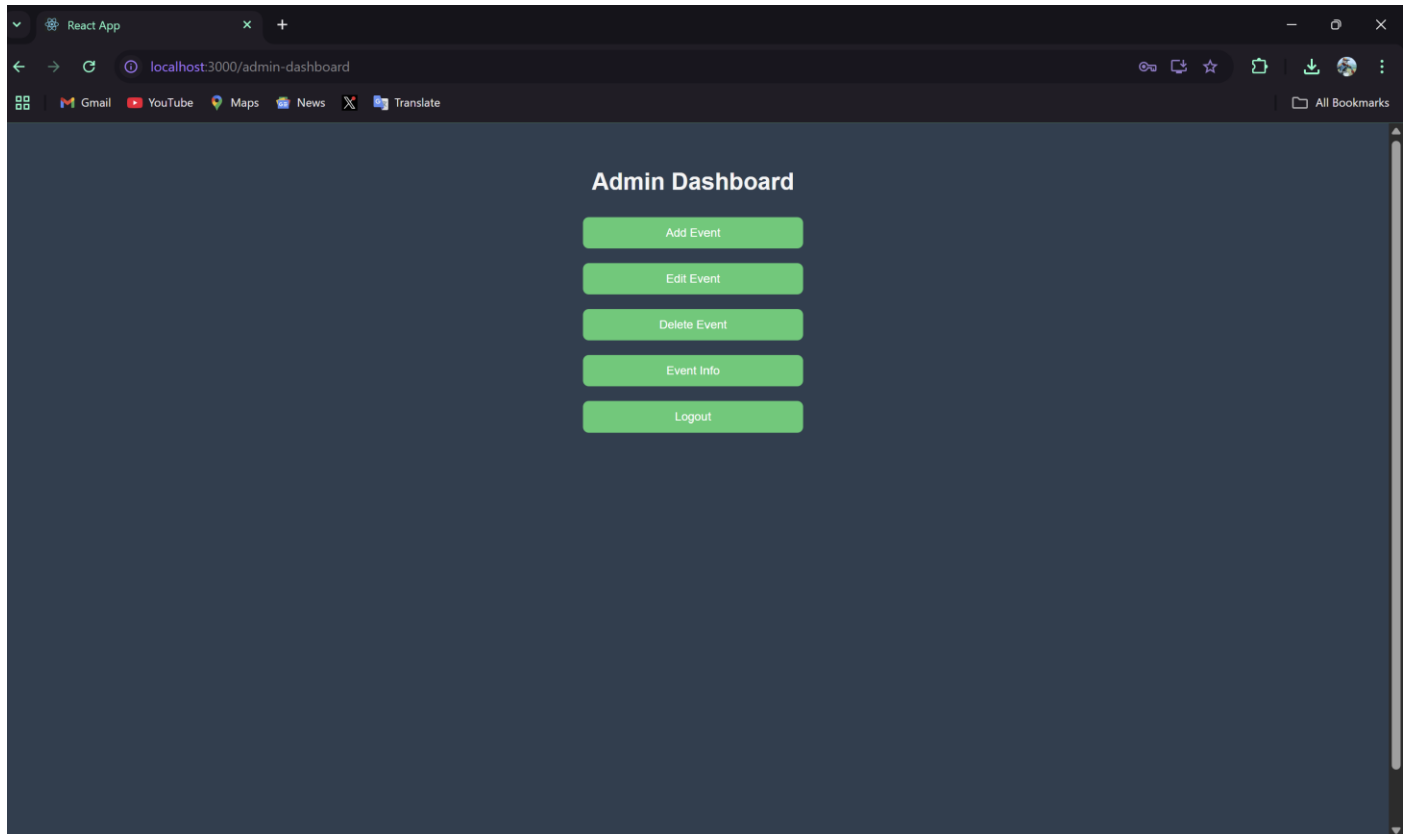 React App
localhost:3000/admin-dashboard
Gmail YouTube Maps News Translate All Bookmarks
Admin Dashboard
Add Event
Edit Event
Delete Event
Event Info
Logout